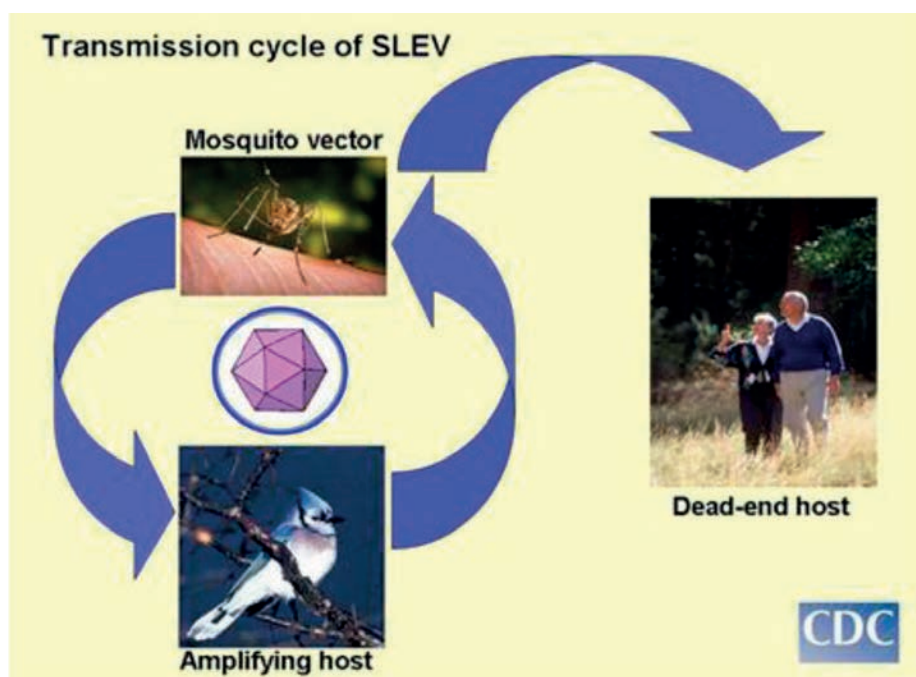 Transmission cycle of SLEV
Mosquito vector
Dead-end host
Amplifying host
CDC